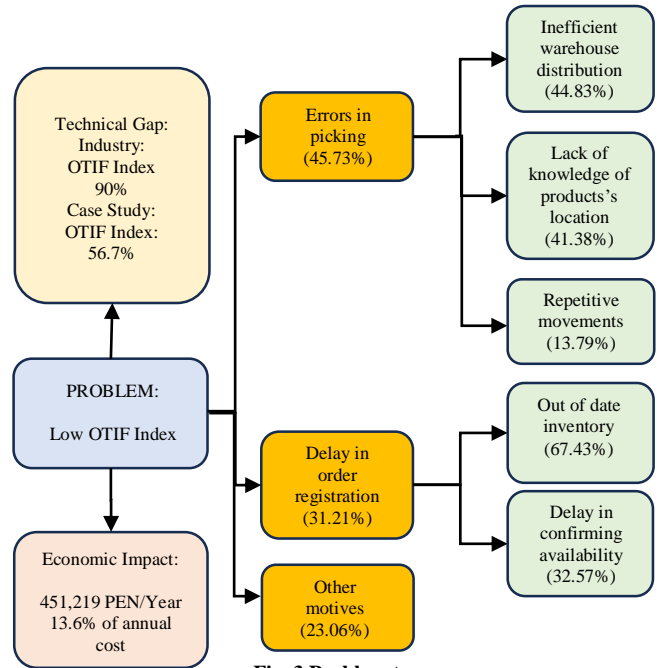 Technical Gap:
Industry:
OTIF Index
90%
Case Study:
OTIF Index:
56.7%
PROBLEM:
Low OTIF Index
Economic Impact:
451,219 PEN/Year
13.6% of annual
cost
Errors in
picking
(45.73%)
Delay in
order
registration
(31.21%)
Other
motives
(23.06%)
Inefficient
warehouse
distribution
(44.83%)
Lack of
knowledge of
products's
location
(41.38%)
Repetitive
movements
(13.79%)
Out of date
inventory
(67.43%)
Delay in
confirming
availability
(32.57%)